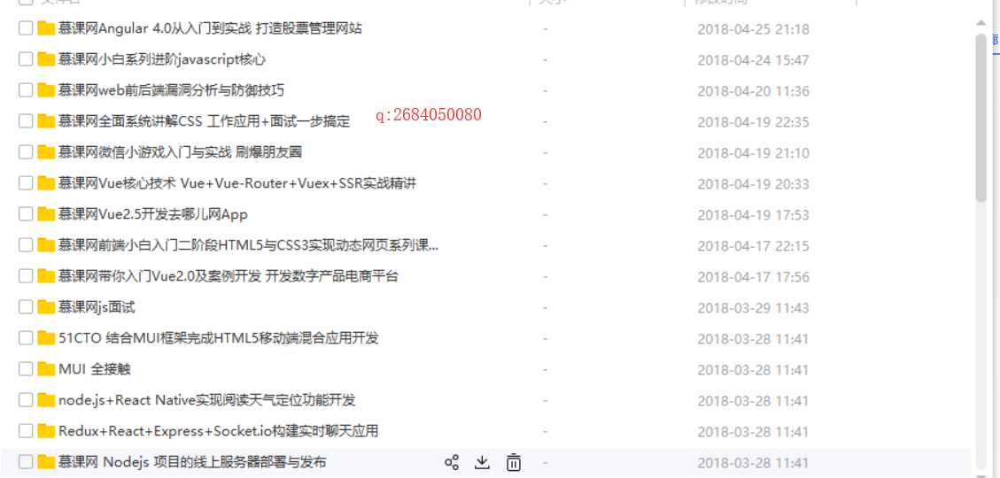 慕课网Angular 4.0从入门到实战 打造股票管理网站 - 2018-04-25 21:18
慕课网小白系列进阶javascript核心 - 2018-04-24 15:47
慕课网web前后端漏洞分析与防御技巧 - 2018-04-20 11:36
慕课网全面系统讲解CSS 工作应用+面试一步搞定 q:2684050080 - 2018-04-19 22:35
慕课网微信小游戏入门与实战 刷爆朋友圈 - 2018-04-19 21:10
慕课网Vue核心技术 Vue+Vue-Router+Vuex+SSR实战精讲 - 2018-04-19 20:33
慕课网Vue2.5开发去哪儿网App - 2018-04-19 17:53
慕课网前端小白入门二阶段HTML5与CSS3实现动态网页系列课... - 2018-04-17 22:15
慕课网带你入门Vue2.0及案例开发 开发数字产品电商平台 - 2018-04-17 17:56
慕课网js面试 - 2018-03-29 11:43
51CTO 结合MUI框架完成HTML5移动端混合应用开发 - 2018-03-28 11:41
MUI 全接触 - 2018-03-28 11:41
node.js+React Native实现阅读天气定位功能开发 - 2018-03-28 11:41
Redux+React+Express+Socket.io构建实时聊天应用 - 2018-03-28 11:41
慕课网 Nodejs 项目的线上服务器部署与发布 - 2018-03-28 11:41